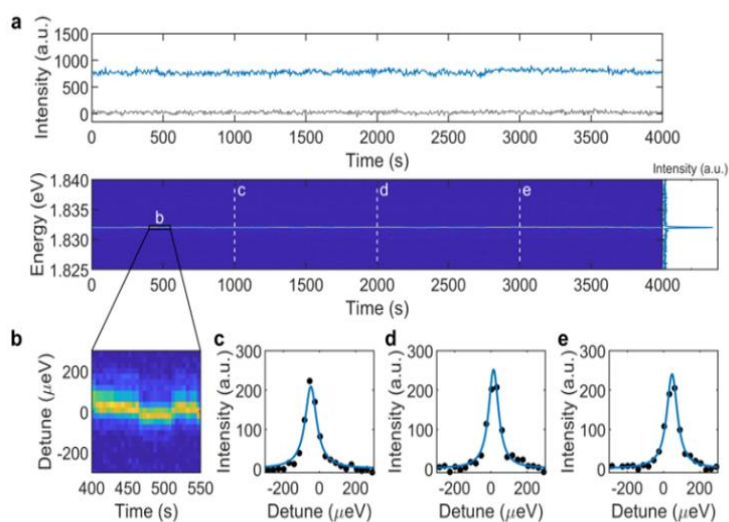 a
1500
1000
500
0
Intensity (a.u.)
0 500 1000 1500 2000 2500 3000 3500 4000
Time (s)
Intensity (a.u.)
1.840
1.835
1.830
1.825
Energy (eV)
b
c
d
e
0 500 1000 1500 2000 2500 3000 3500 4000
Time (s)
b
200
0
-200
Detune (μeV)
400 450 500 550
Time (s)
c
300
200
100
0
Intensity (a.u.)
-200 0 200
Detune (μeV)
d
300
200
100
0
Intensity (a.u.)
-200 0 200
Detune (μeV)
e
300
200
100
0
Intensity (a.u.)
-200 0 200
Detune (μeV)